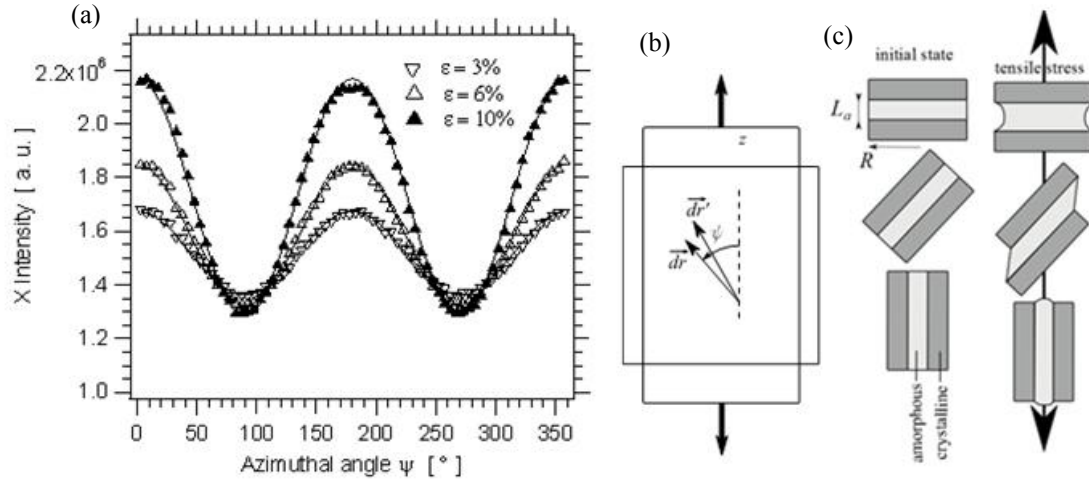 (a)
2.2x10⁶
2.0
1.8
1.6
1.4
1.2
1.0
X Intensity [ a. u. ]
ε = 3%
ε = 6%
ε = 10%
0 50 100 150 200 250 300 350
Azimuthal angle ψ [ ° ]
(b)
z
dr'
ψ
dr
(c)
initial state
tensile stress
Lₐ
R
amorphous
crystalline